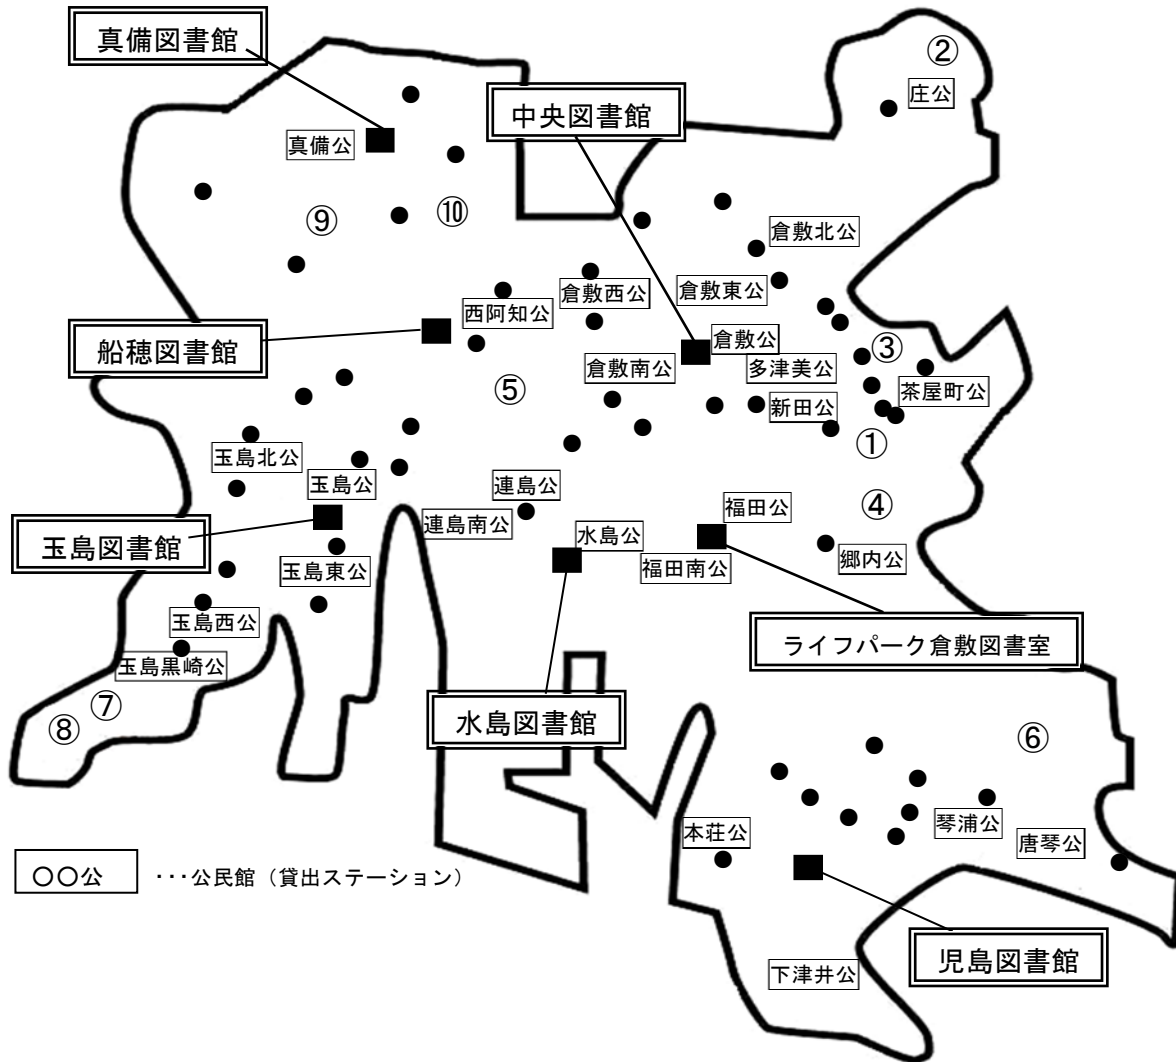 真備図書館
②
庄公
中央図書館
真備公
⑨
⑩
倉敷北公
倉敷東公
倉敷西公
西阿知公
船穂図書館
倉敷公
③
倉敷南公
多津美公
茶屋町公
⑤
新田公
①
玉島北公
玉島公
連島公
④
福田公
連島南公
水島公
玉島図書館
郷内公
福田南公
玉島東公
玉島西公
ライフパーク倉敷図書室
玉島黒崎公
⑦
⑧
水島図書館
⑥
琴浦公
本荘公
唐琴公
○○公 ・・・公民館（貸出ステーション）
児島図書館
下津井公